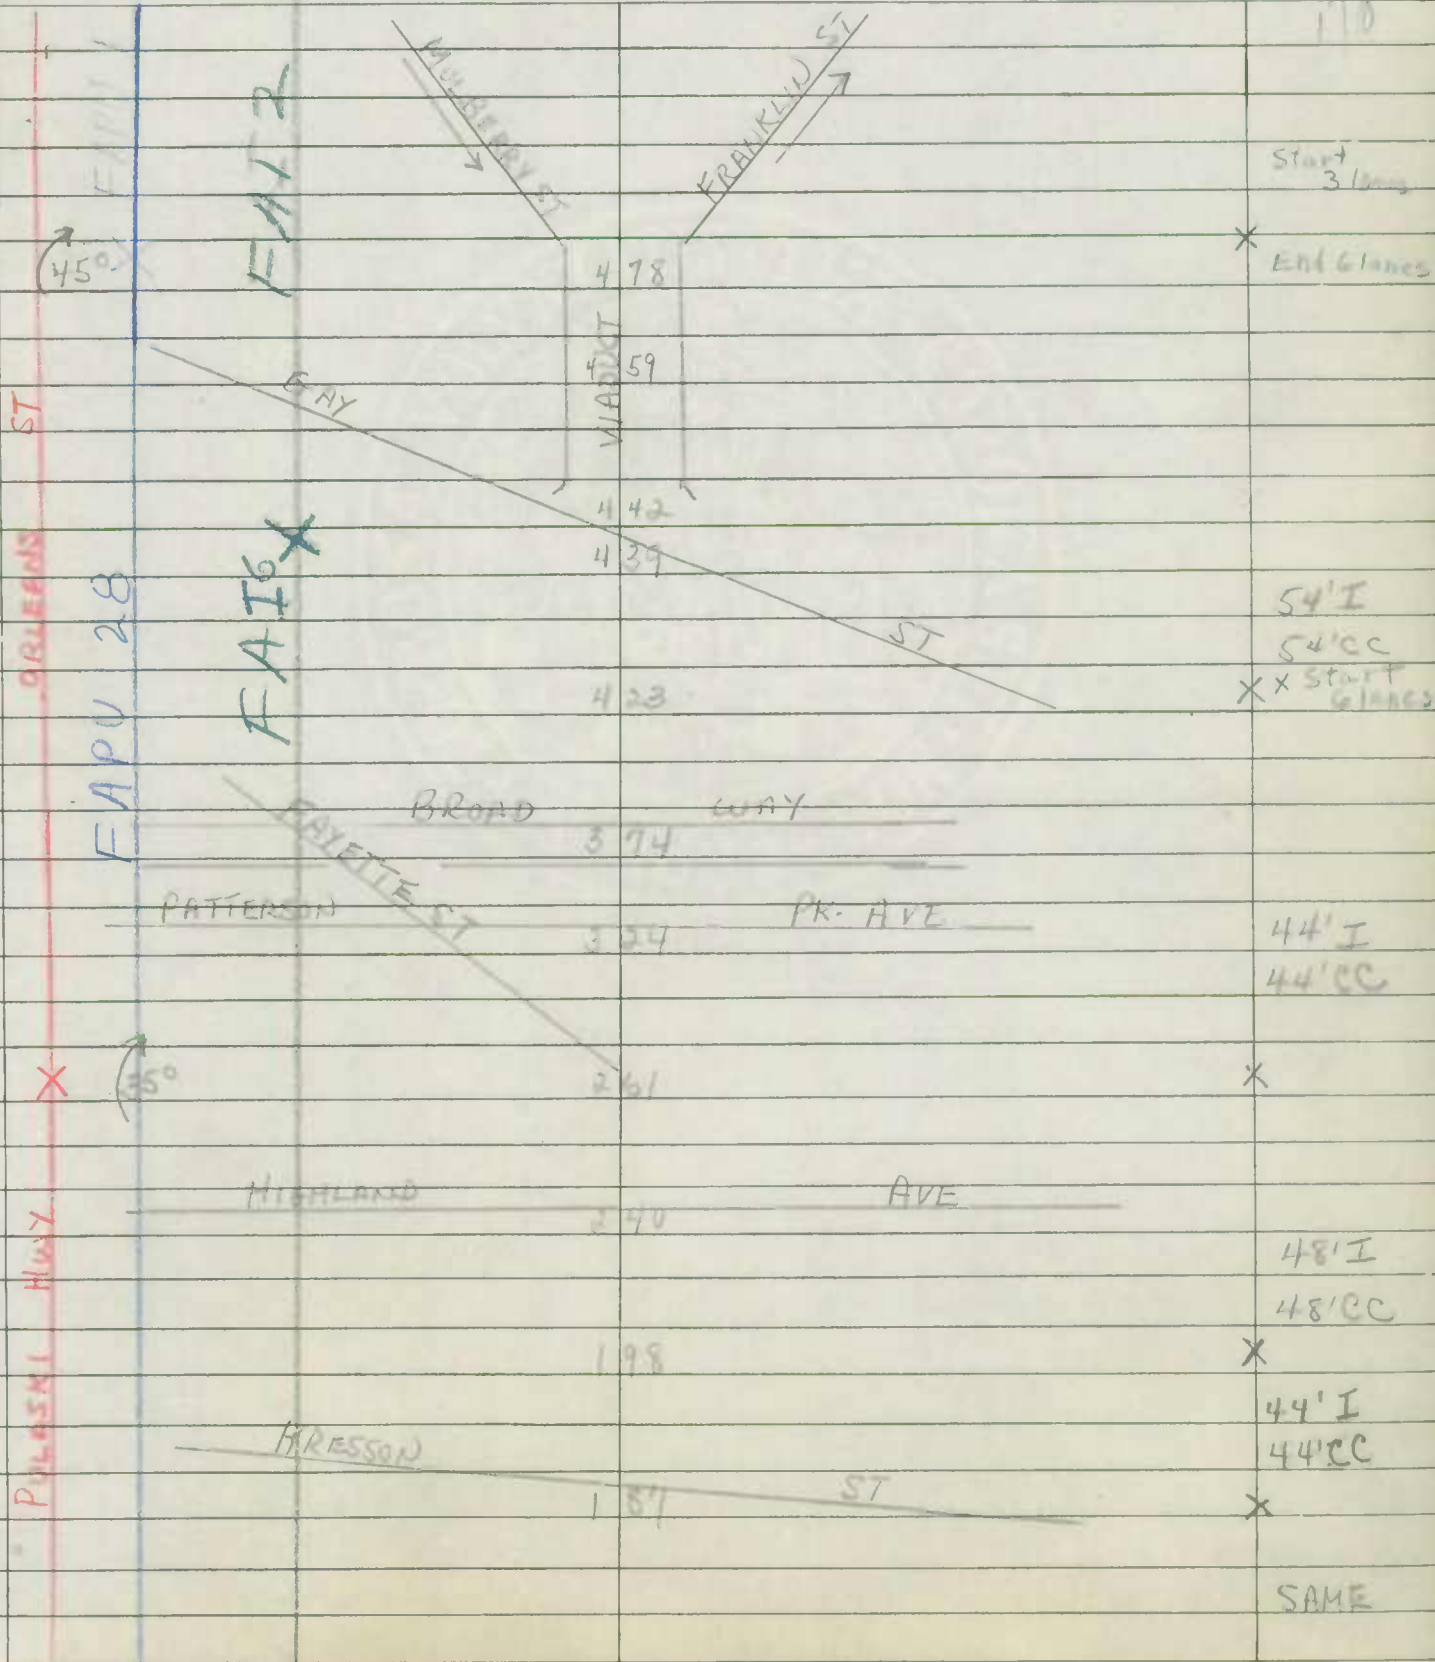 170
MULBERRY ST
FRANKLIN ST
FAPU
FAI 2
Start
3 lanes
45°
4 78
End 6 lanes
VIADUCT
4 59
GAY ST
ORLEANS ST
4 42
4 39
FAPU 28
FAI 6
54' I
54' CC
x Start
6 lanes
4 23
BROAD WAY
3 74
FAYETTE ST
PATTERSON PK. AVE
3 24
44' I
44' CC
2 61
HIGHLAND AVE
2 40
PULASKI HWY
48' I
48' CC
1 98
44' I
44' CC
KRESSON ST
1 87
SAME